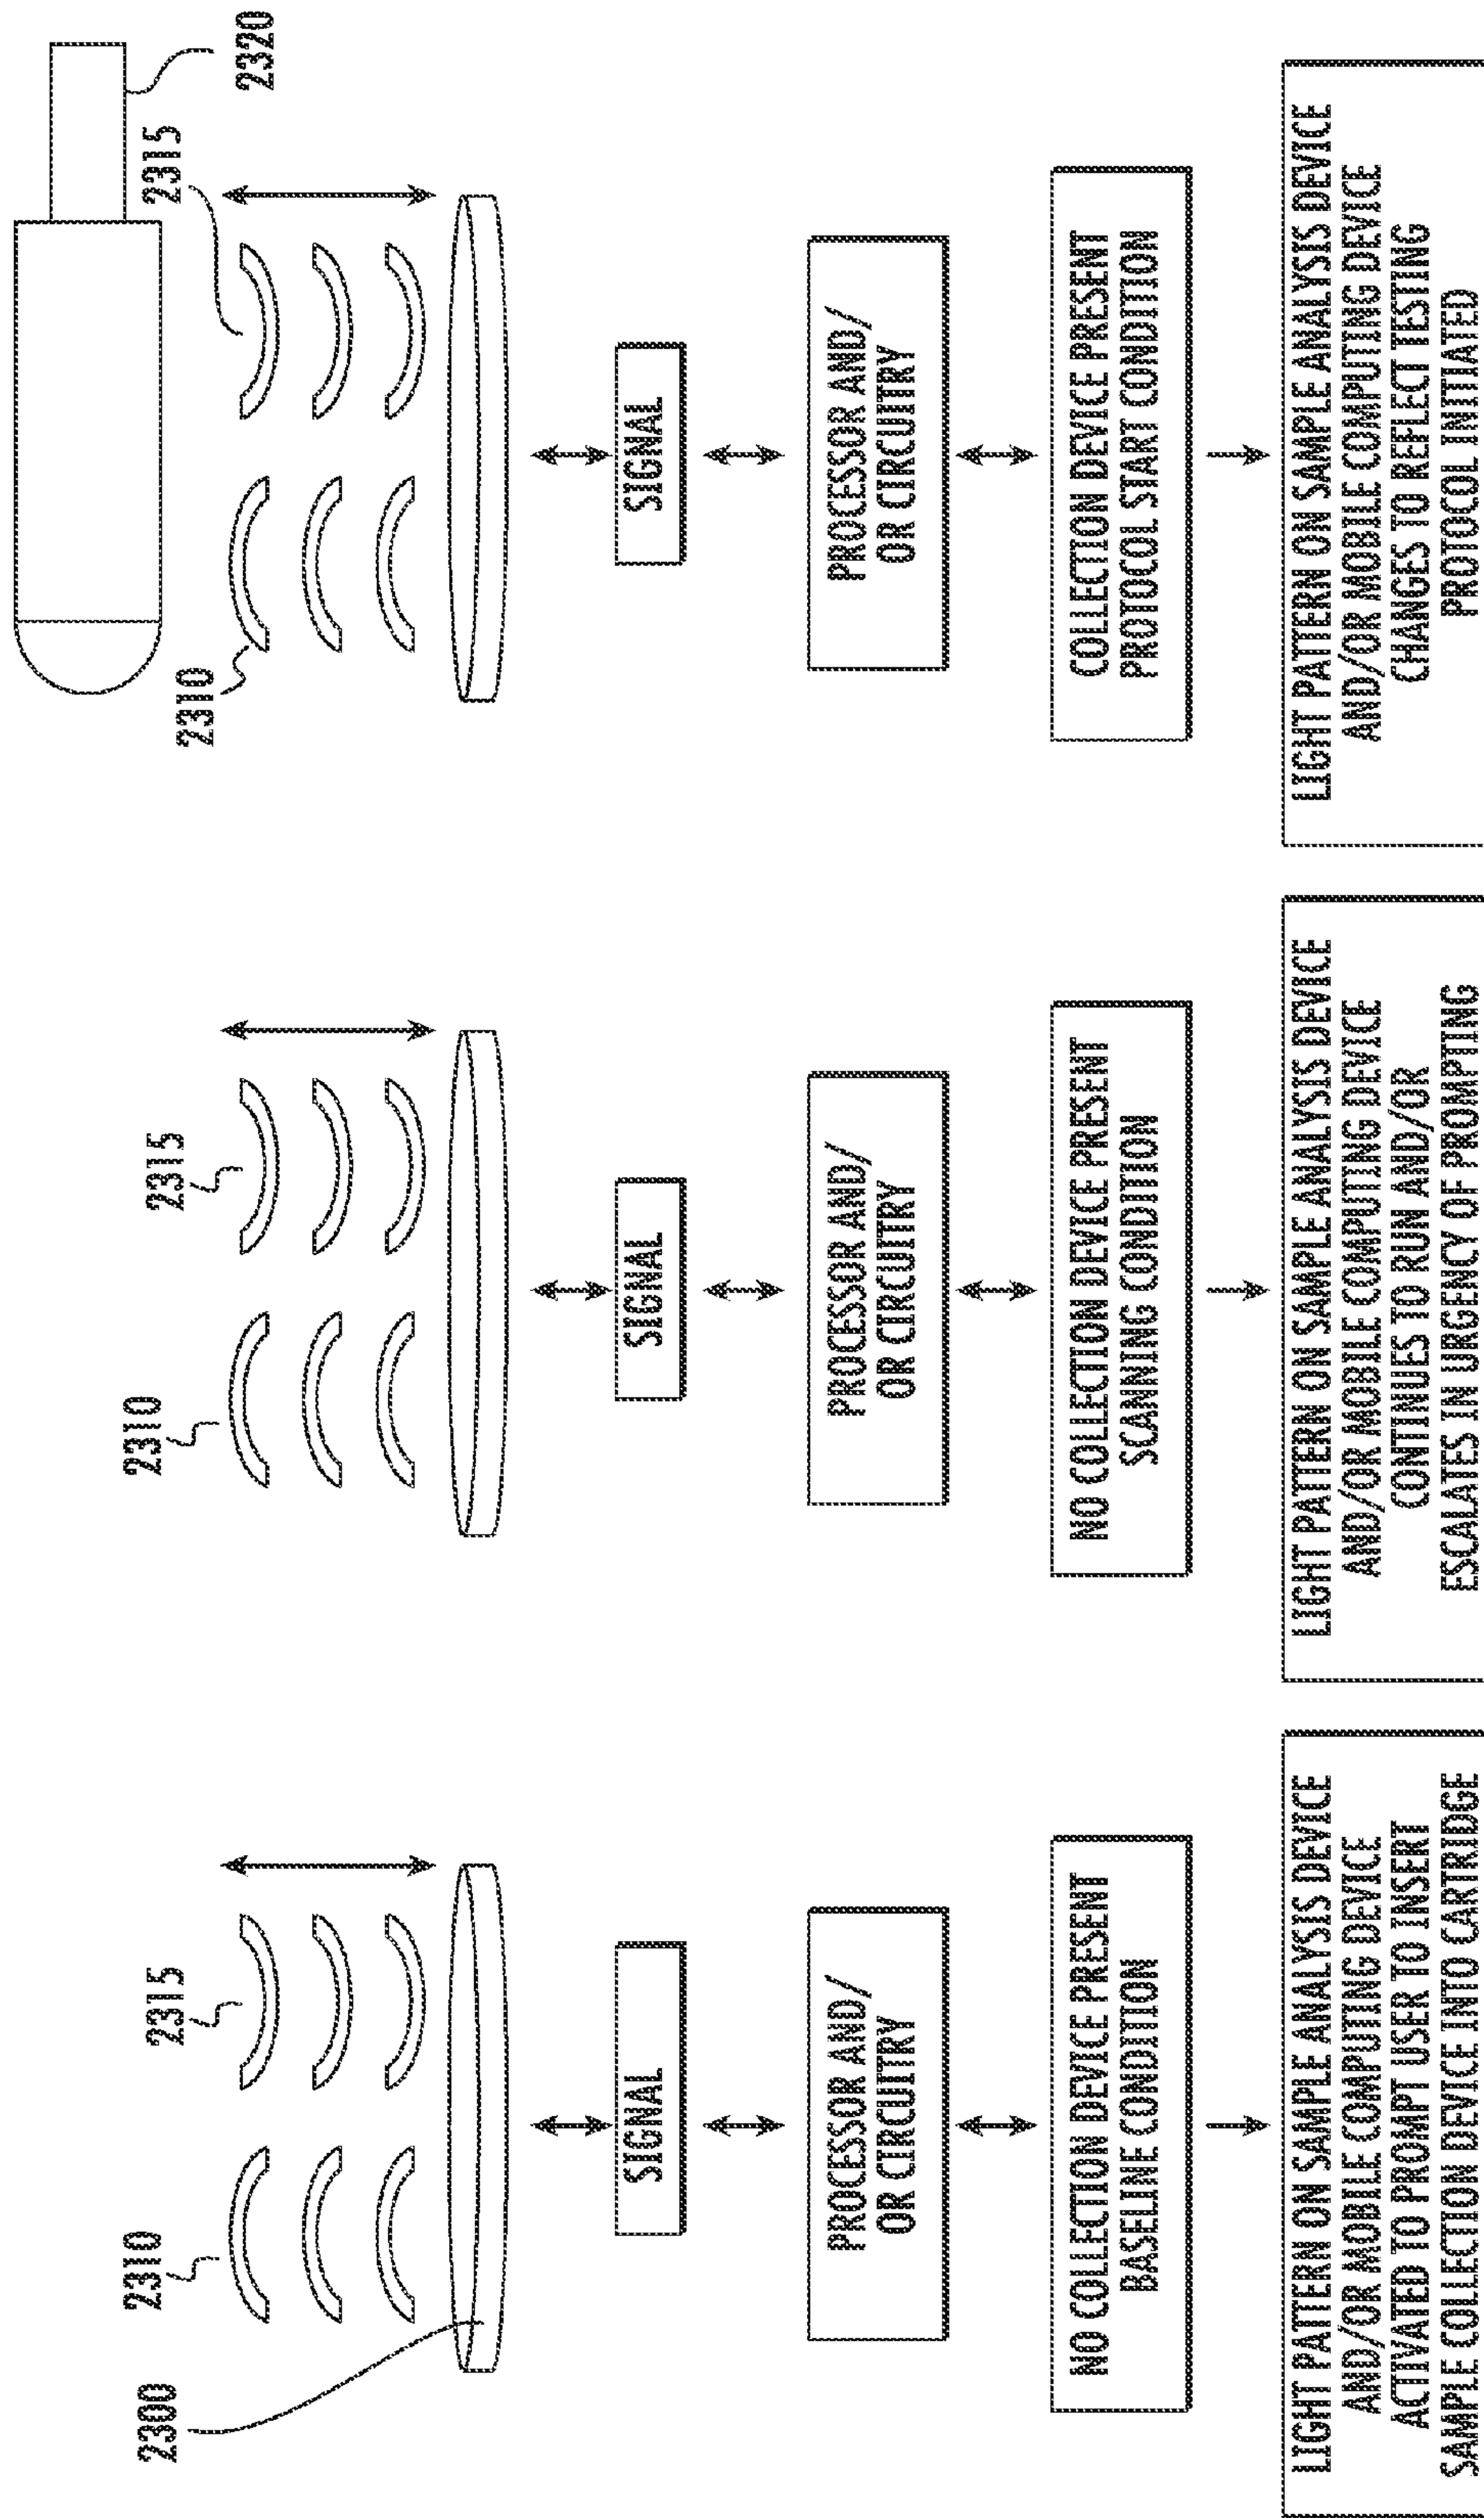 2300
2310
2315
SIGNAL
PROCESSOR AND/
OR CIRCUITRY
NO COLLECTION DEVICE PRESENT
BASELINE CONDITION
LIGHT PATTERN ON SAMPLE ANALYSIS DEVICE
AND/OR MOBILE COMPUTING DEVICE
ACTIVATED TO PROMPT USER TO INSERT
SAMPLE COLLECTION DEVICE INTO CARTRIDGE
2310
2315
SIGNAL
PROCESSOR AND/
OR CIRCUITRY
NO COLLECTION DEVICE PRESENT
SCANNING CONDITION
LIGHT PATTERN ON SAMPLE ANALYSIS DEVICE
AND/OR MOBILE COMPUTING DEVICE
CONTINUES TO RUN AND/OR
ESCALATES IN URGENCY OF PROMPTING
2310
2315
2320
SIGNAL
PROCESSOR AND/
OR CIRCUITRY
COLLECTION DEVICE PRESENT
PROTOCOL START CONDITION
LIGHT PATTERN ON SAMPLE ANALYSIS DEVICE
AND/OR MOBILE COMPUTING DEVICE
CHANGES TO REFLECT TESTING
PROTOCOL INITIATED